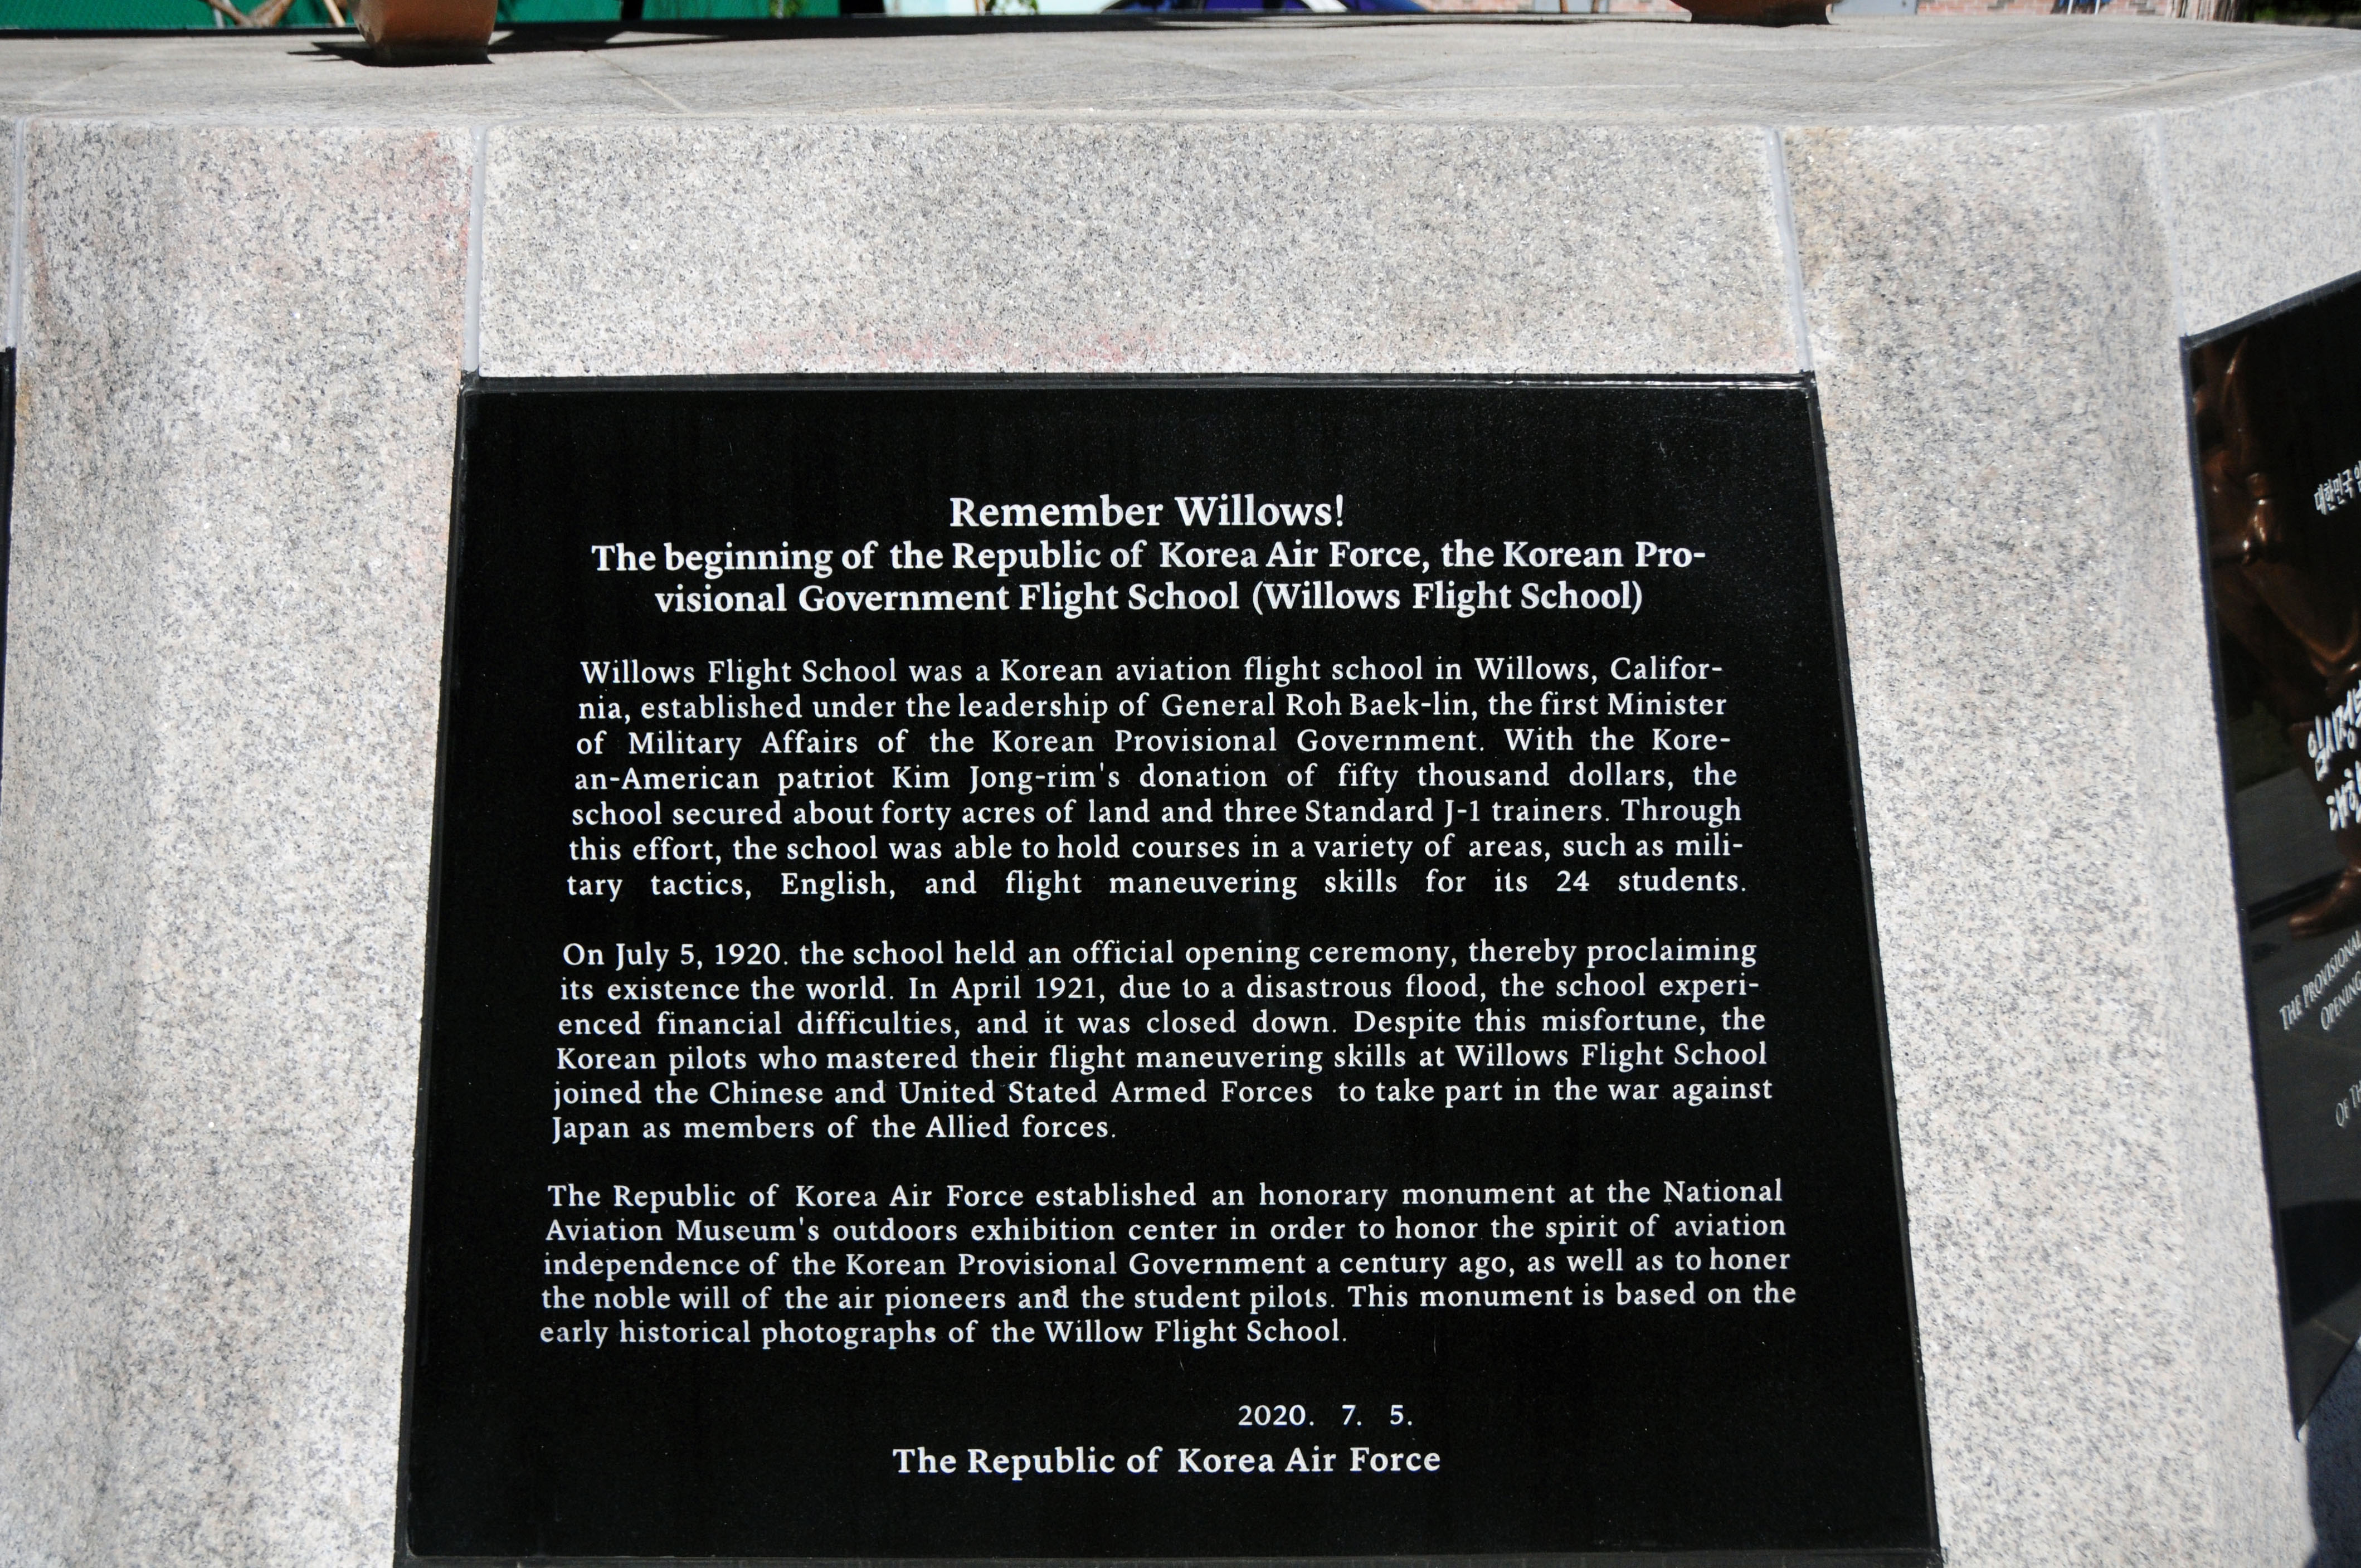 Remember Willows!
The beginning of the Republic of Korea Air Force, the Korean Pro-
visional Government Flight School (Willows Flight School)
Willows Flight School was a Korean aviation flight school in Willows, Califor-
nia, established under the leadership of General Roh Baek-lin, the first Minister
of Military Affairs of the Korean Provisional Government. With the Kore-
an-American patriot Kim Jong-rim's donation of fifty thousand dollars, the
school secured about forty acres of land and three Standard J-1 trainers. Through
this effort, the school was able to hold courses in a variety of areas, such as mili-
tary tactics, English, and flight maneuvering skills for its 24 students.
On July 5, 1920. the school held an official opening ceremony, thereby proclaiming
its existence the world. In April 1921, due to a disastrous flood, the school experi-
enced financial difficulties, and it was closed down. Despite this misfortune, the
Korean pilots who mastered their flight maneuvering skills at Willows Flight School
joined the Chinese and United Stated Armed Forces to take part in the war against
Japan as members of the Allied forces.
The Republic of Korea Air Force established an honorary monument at the National
Aviation Museum's outdoors exhibition center in order to honor the spirit of aviation
independence of the Korean Provisional Government a century ago, as well as to honer
the noble will of the air pioneers and the student pilots. This monument is based on the
early historical photographs of the Willow Flight School.
2020. 7. 5.
The Republic of Korea Air Force
대한민국
THE PROVISIONAL
OPENING
OF